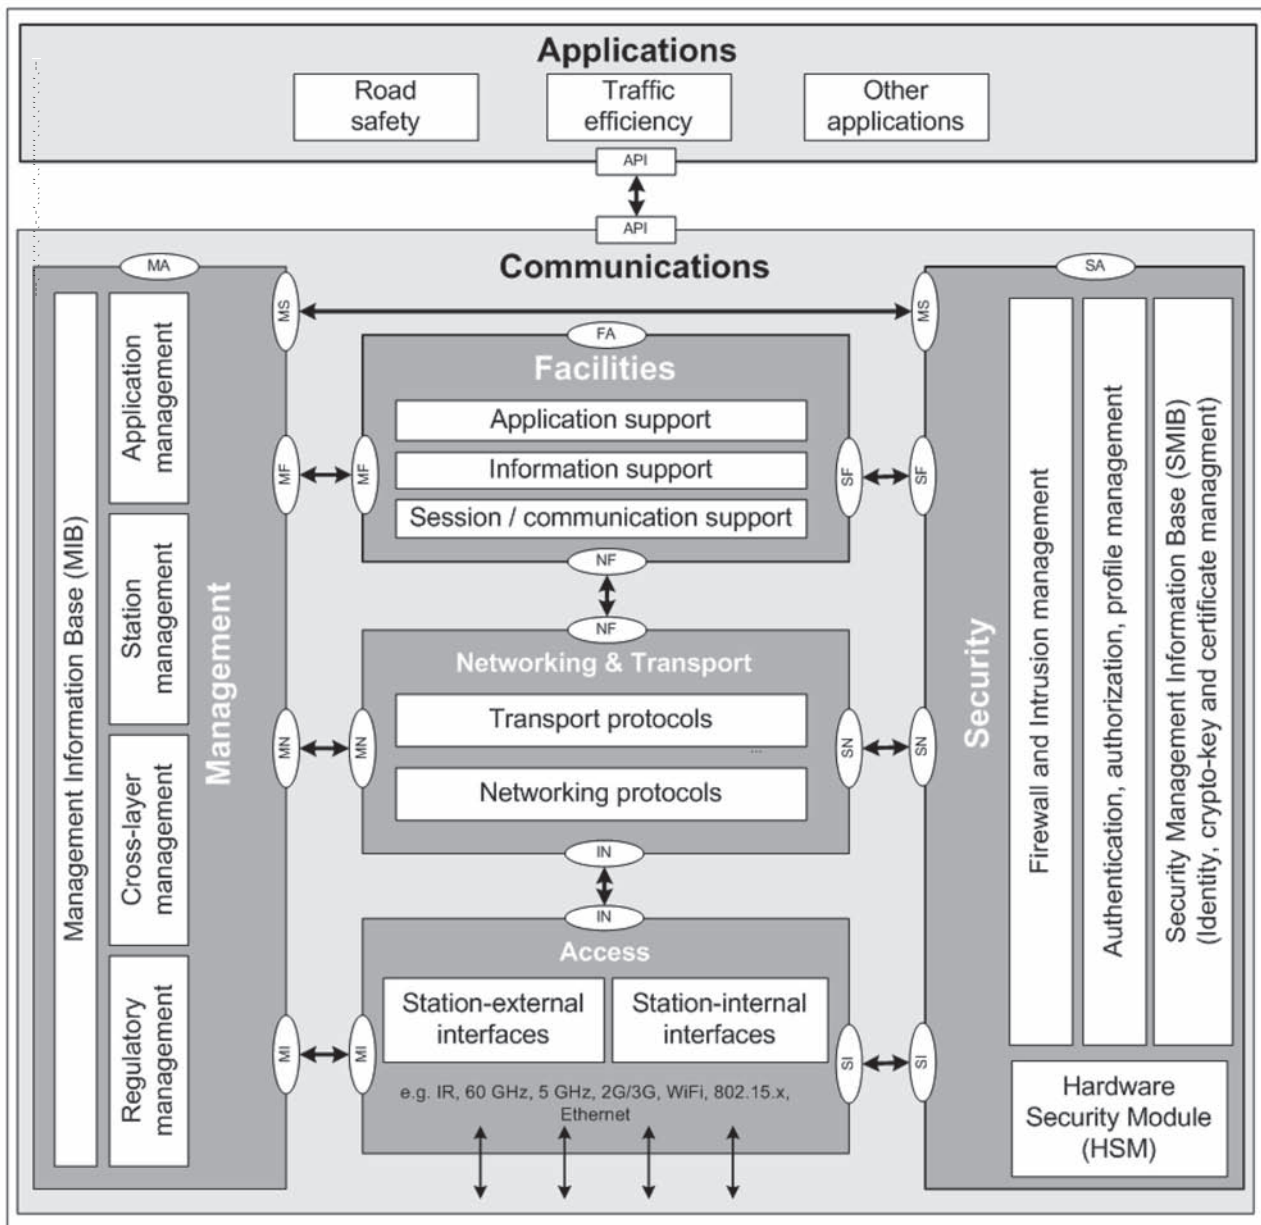 Applications
Road
safety
Traffic
efficiency
Other
applications
API
API
Communications
MA
SA
MS
MS
FA
Facilities
Application support
Information support
Session / communication support
MF
MF
SF
SF
NF
NF
Networking & Transport
Transport protocols
...
Networking protocols
MN
MN
SN
SN
IN
IN
Access
Station-external
interfaces
Station-internal
interfaces
e.g. IR, 60 GHz, 5 GHz, 2G/3G, WiFi, 802.15.x,
Ethernet
MI
MI
SI
SI
Management
Management Information Base (MIB)
Application
management
Station
management
Cross-layer
management
Regulatory
management
Security
Firewall and Intrusion management
Authentication, authorization, profile management
Security Management Information Base (SMIB)
(Identity, crypto-key and certificate managment)
Hardware
Security Module
(HSM)